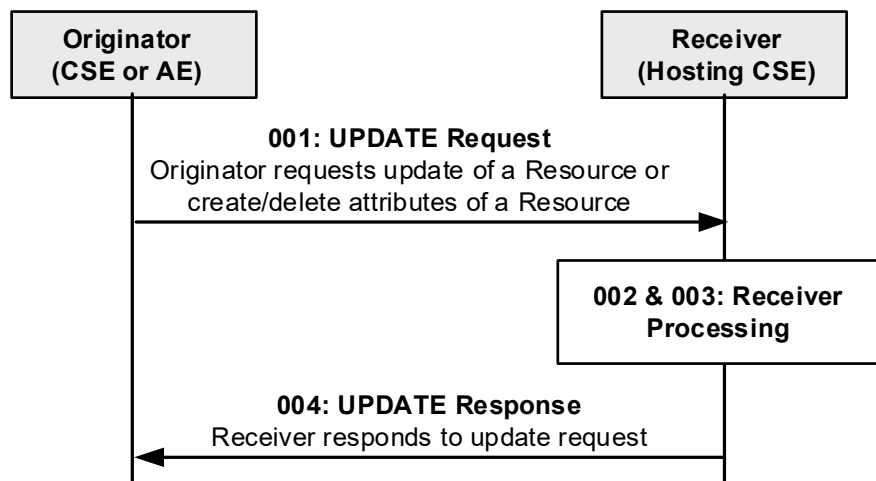 Originator
(CSE or AE)
Receiver
(Hosting CSE)
001: UPDATE Request
Originator requests update of a Resource or
create/delete attributes of a Resource
002 & 003: Receiver
Processing
004: UPDATE Response
Receiver responds to update request